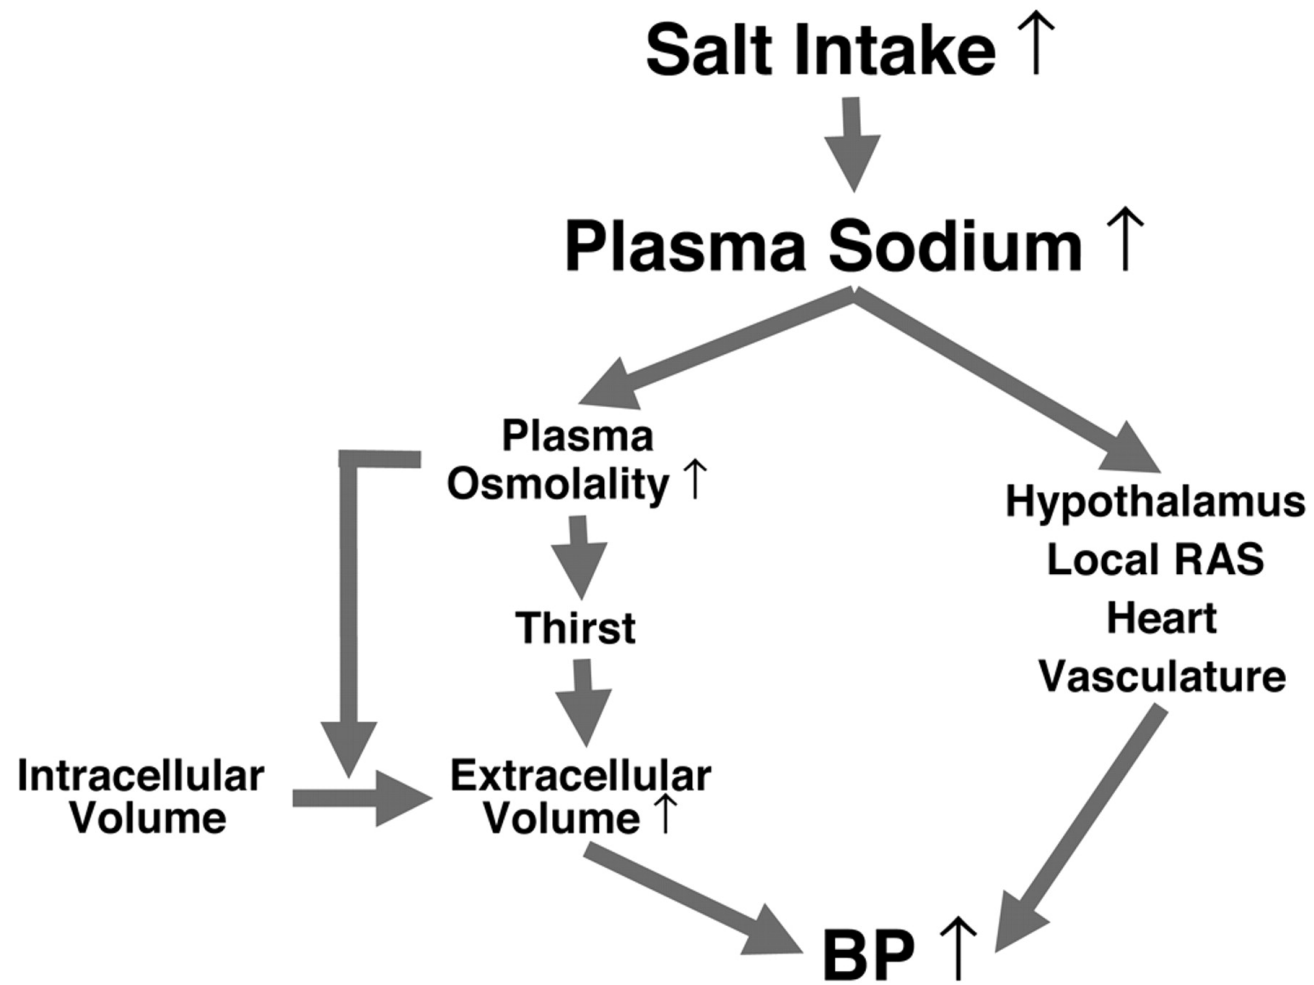 Salt Intake ↑
Plasma Sodium ↑
Plasma
Osmolality ↑
Thirst
Intracellular
Volume
Extracellular
Volume ↑
Hypothalamus
Local RAS
Heart
Vasculature
BP ↑